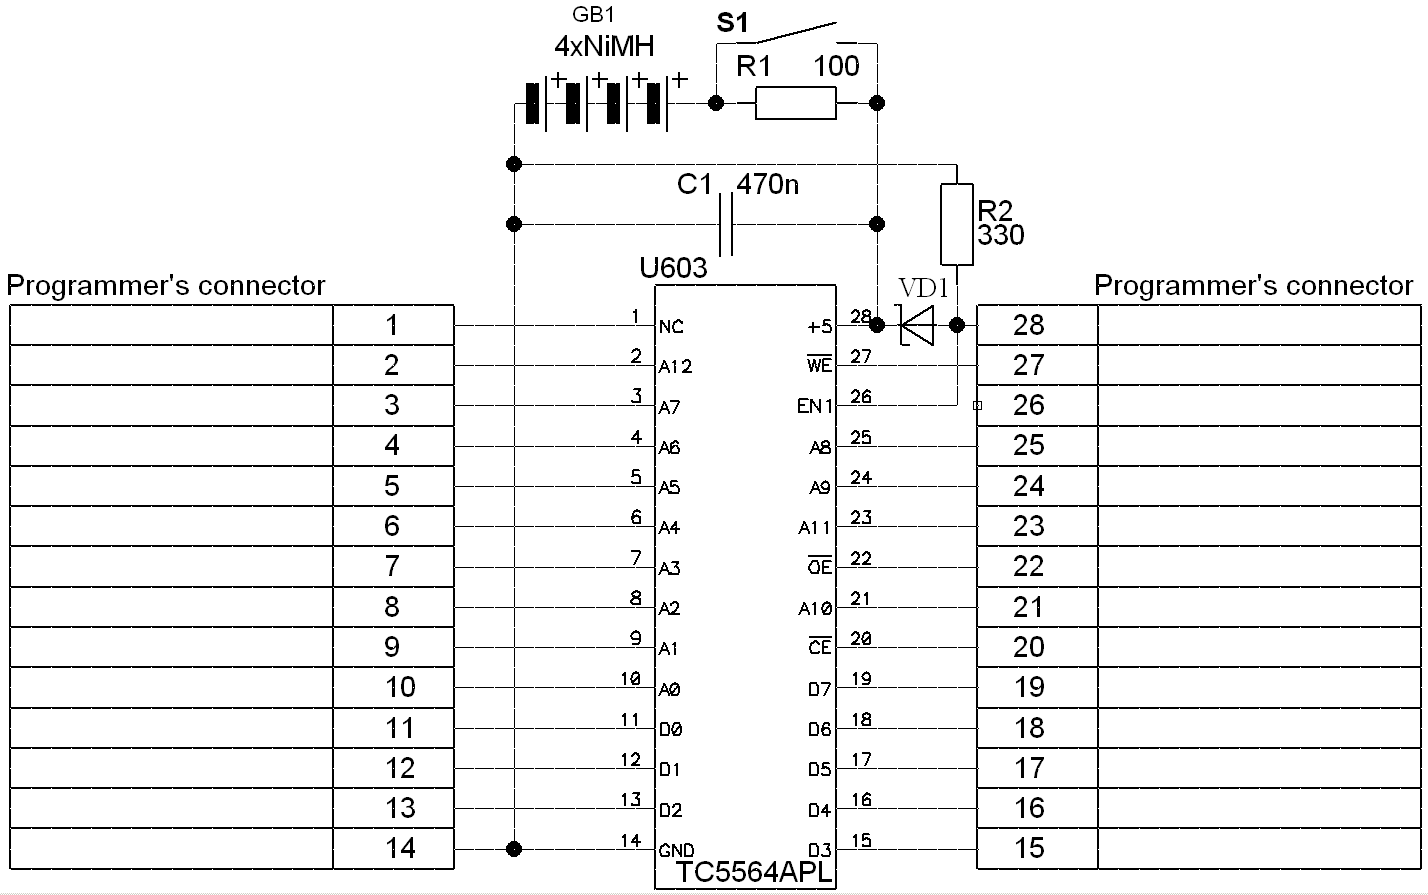 GB1
4xNiMH
S1
+ + + +
R1 100
C1 470n
R2
330
U603
VD1
Programmer's connector
Programmer's connector
1 1 NC +5 28 28
2 2 A12 WE 27 27
3 3 A7 EN1 26 26
4 4 A6 A8 25 25
5 5 A5 A9 24 24
6 6 A4 A11 23 23
7 7 A3 OE 22 22
8 8 A2 A10 21 21
9 9 A1 CE 20 20
10 10 A0 D7 19 19
11 11 D0 D6 18 18
12 12 D1 D5 17 17
13 13 D2 D4 16 16
14 14 GND D3 15 15
TC5564APL